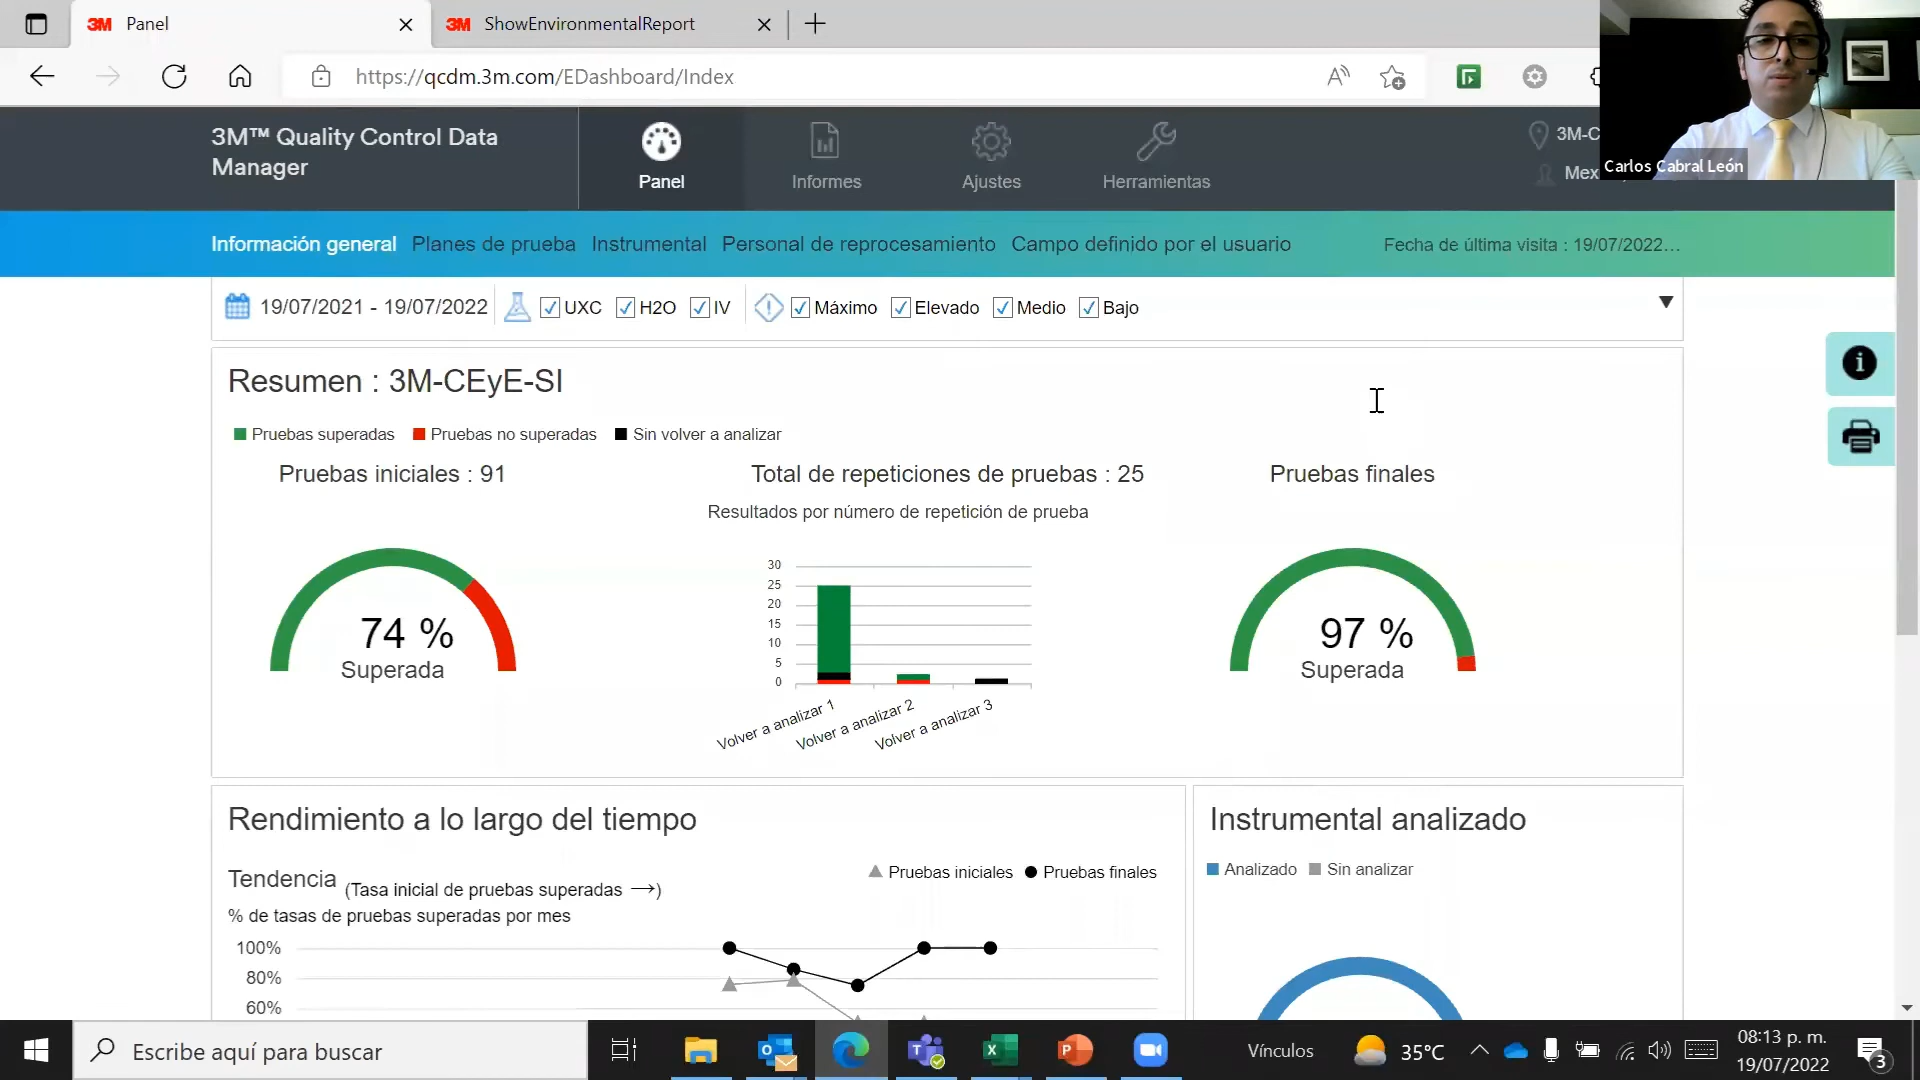 3M Panel
3M ShowEnvironmentalReport
https://qcdm.3m.com/EDashboard/Index
3M™ Quality Control Data
Manager
Panel
Informes
Ajustes
Herramientas
3M-C
Mex
Carlos Cabral León
Información general Planes de prueba Instrumental Personal de reprocesamiento Campo definido por el usuario Fecha de última visita : 19/07/2022...
19/07/2021 - 19/07/2022 UXC H2O IV Máximo Elevado Medio Bajo
Resumen : 3M-CEyE-SI
Pruebas superadas Pruebas no superadas Sin volver a analizar
Pruebas iniciales : 91
74 %
Superada
Total de repeticiones de pruebas : 25
Resultados por número de repetición de prueba
30
25
20
15
10
5
0
Volver a analizar 1
Volver a analizar 2
Volver a analizar 3
Pruebas finales
97 %
Superada
Rendimiento a lo largo del tiempo
Tendencia (Tasa inicial de pruebas superadas →)
% de tasas de pruebas superadas por mes
Pruebas iniciales Pruebas finales
100%
80%
60%
Instrumental analizado
Analizado Sin analizar
Escribe aquí para buscar
Vínculos
35°C
08:13 p. m.
19/07/2022
3